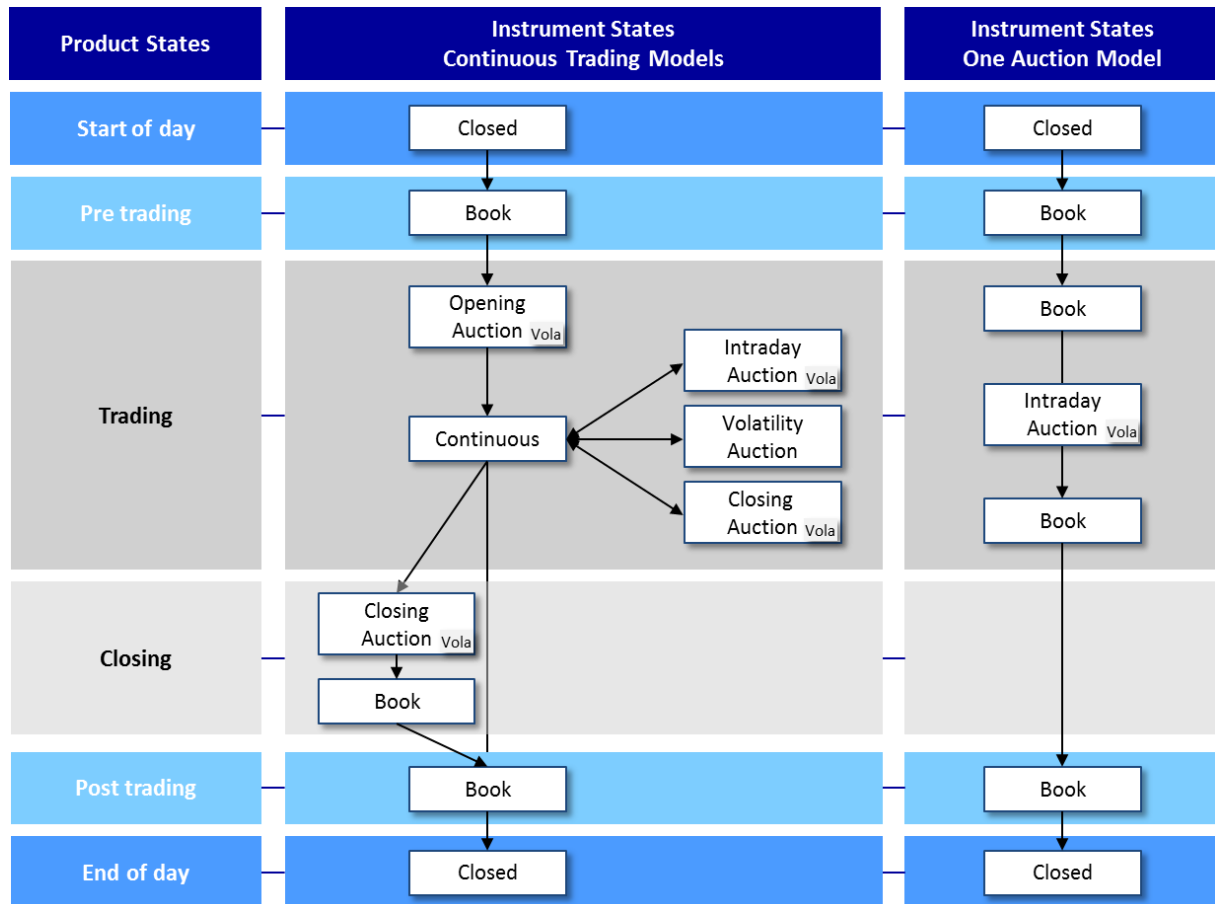 Product States
Instrument States
Continuous Trading Models
Instrument States
One Auction Model
Start of day
Closed
Closed
Pre trading
Book
Book
Trading
Opening
Auction Vola
Continuous
Intraday
Auction Vola
Volatility
Auction
Closing
Auction Vola
Book
Intraday
Auction Vola
Book
Closing
Closing
Auction Vola
Book
Post trading
Book
Book
End of day
Closed
Closed